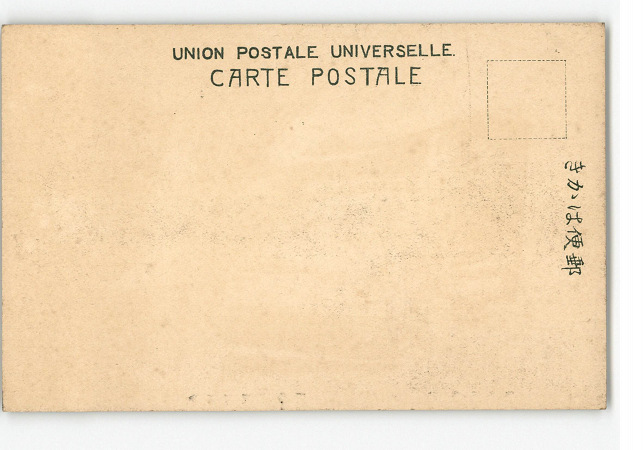 UNION POSTALE UNIVERSELLE.
CARTE POSTALE
きかは便郵